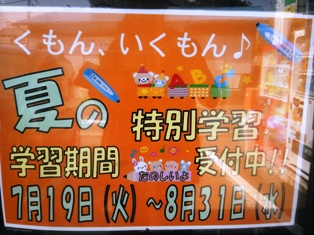 くもん、いくもん♪
ABC
夏の 特別学習
学習期間 受付中!!
たのしいよ
7月19日(火)~8月31日(水)